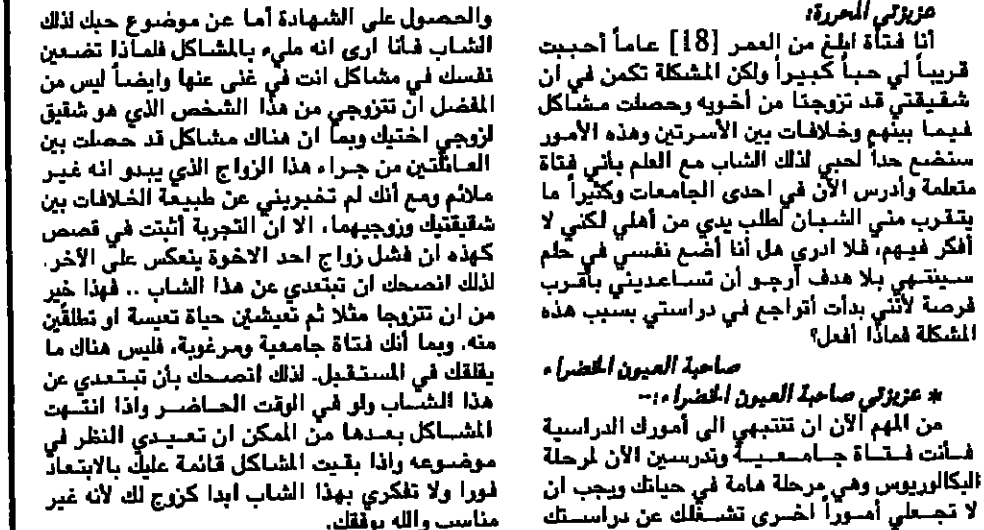 عزيزتي المحررة:
أنا فتاة ابلغ من العمر [18] عاماً أحببت
قريباً لي حباً كبيراً ولكن المشكلة تكمن في ان
شقيقتي قد تزوجتا من أخويه وحصلت مشاكل
فيما بينهم وخلافات بين الأسرتين وهذه الأمور
ستضع حداً لحبي لذلك الشاب مع العلم بأني فتاة
متعلمة وأدرس الآن في احدى الجامعات وكثيراً ما
يتقرب مني الشبان لطلب يدي من أهلي لكني لا
أفكر فيهم، فلا ادري هل أنا أضع نفسي في حلم
سينتهي بلا هدف أرجو أن تساعديني بأقرب
فرصة لأنني بدأت أتراجع في دراستي بسبب هذه
المشكلة فماذا أفعل؟
صاحبة العيون الخضراء
* عزيزتي صاحبة العيون الخضراء:-
من المهم الآن ان تنتبهي الى أمورك الدراسية
فأنت فتاة جامعية وتدرسين الآن لمرحلة
البكالوريوس وهي مرحلة هامة في حياتك ويجب ان
لا تجعلي أموراً اخرى تشغلك عن دراستك
والحصول على الشهادة أما عن موضوع حبك لذلك
الشاب فأنا ارى انه مليء بالمشاكل فلماذا تضعين
نفسك في مشاكل انت في غنى عنها وايضاً ليس من
المفضل ان تتزوجي من هذا الشخص الذي هو شقيق
لزوجي اختيك وبما ان هناك مشاكل قد حصلت بين
العائلتين من جراء هذا الزواج الذي يبدو انه غير
ملائم ومع أنك لم تخبريني عن طبيعة الخلافات بين
شقيقتيك وزوجيهما، الا ان التجربة أثبتت في قصص
كهذه ان فشل زواج احد الاخوة ينعكس على الأخر.
لذلك انصحك ان تبتعدي عن هذا الشاب .. فهذا خير
من ان تتزوجا مثلا ثم تعيشين حياة تعيسة او تطلقين
منه. وبما أنك فتاة جامعية ومرغوبة، فليس هناك ما
يقلقك في المستقبل. لذلك انصحك بأن تبتعدي عن
هذا الشاب ولو في الوقت الحاضر واذا انتهت
المشاكل بعدها من الممكن ان تعيدي النظر في
موضوعه واذا بقيت المشاكل قائمة عليك بالابتعاد
فورا ولا تفكري بهذا الشاب ابدا كزوج لك لأنه غير
مناسب والله يوفقك.